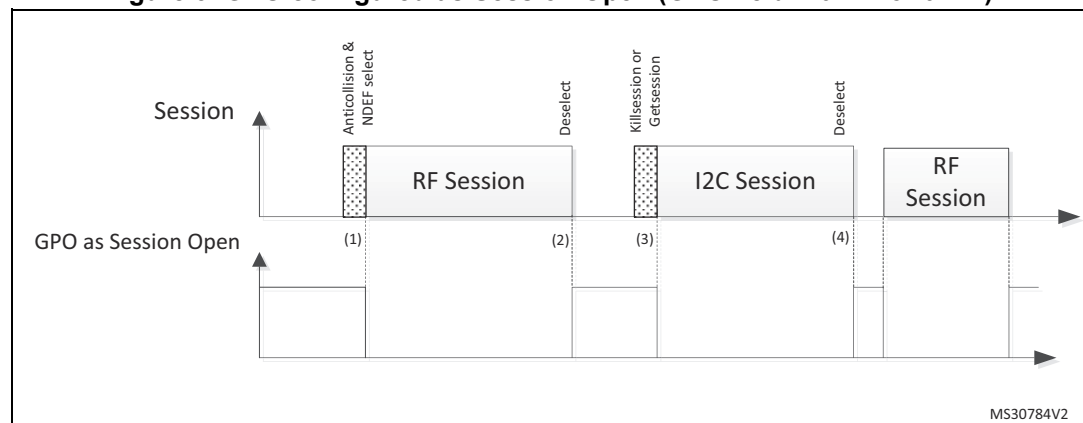 Anticollision &
NDEF select
Deselect
Killsession or
Getsession
Deselect
Session
RF Session
I2C Session
RF
Session
(1)
(2)
(3)
(4)
GPO as Session Open
MS30784V2